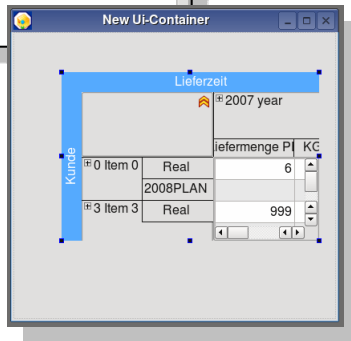 New Ui-Container
Lieferzeit
2007 year
iefermenge Pl KG
Kunde
0 Item 0 Real 6
2008PLAN
3 Item 3 Real 999